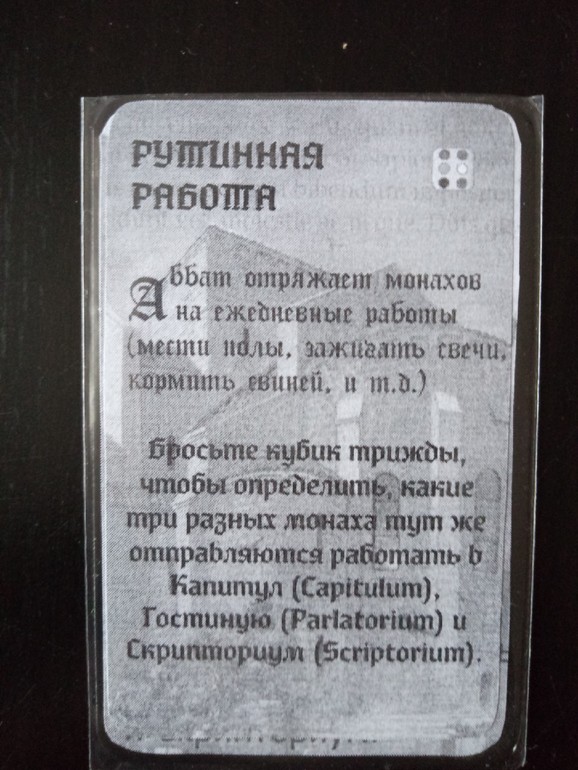 РУТИННАЯ
РАБОТА
Аббат отряжает монахов
на ежедневные работы
(мести полы, зажигать свечи,
кормить свиней, и т.д.)
Бросьте кубик трижды,
чтобы определить, какие
три разных монаха тут же
отправляются работать в
Капитул (Capitulum),
Гостиную (Parlatorium) и
Скрипториум (Scriptorium).